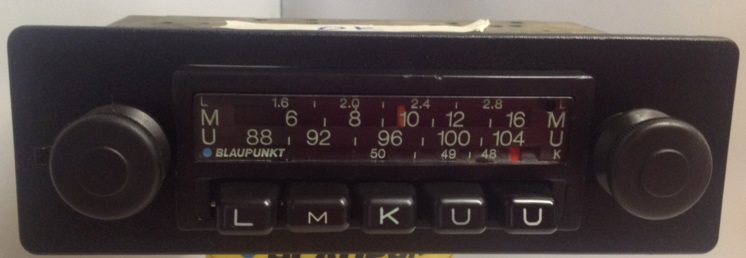 L 1.6 2.0 2.4 2.8 L
M 6 8 10 12 16 M
U 88 92 96 100 104 U
BLAUPUNKT 50 49 48 K
L M K U U